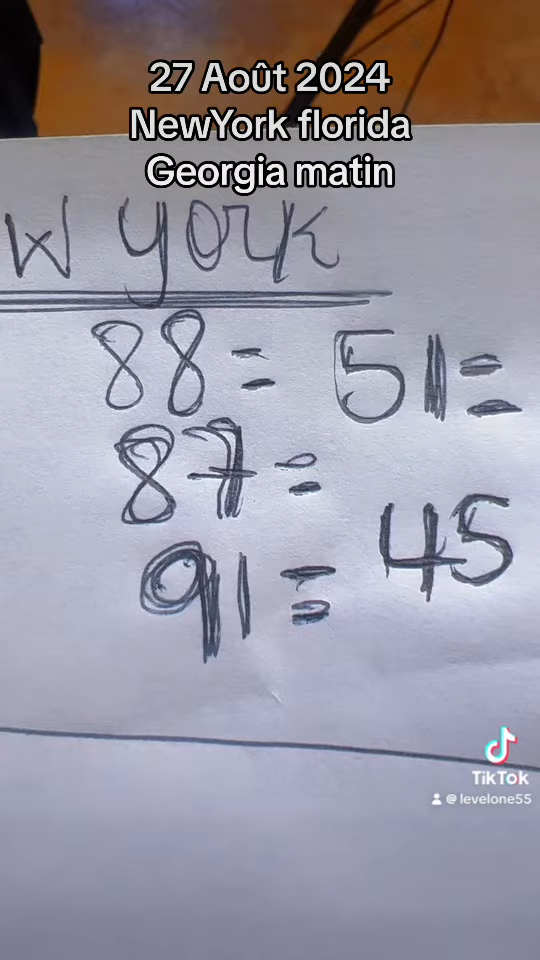 27 Août 2024
NewYork florida
Georgia matin
W york
88 = 51 =
87 =
91 = 45
TikTok
@levelone55